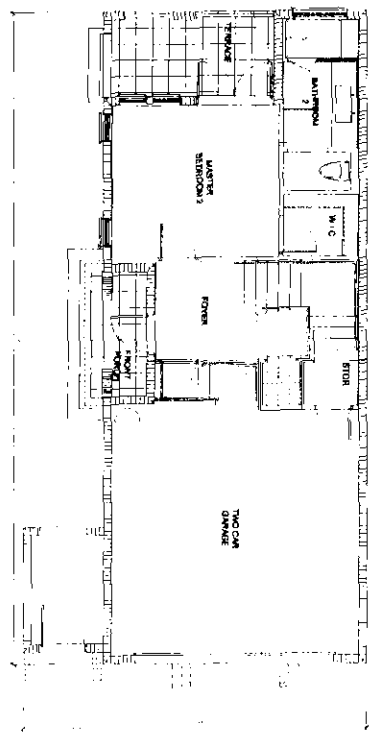 TERRACE
BATHROOM
2
MASTER
BEDROOM 2
W.I.C
FOYER
FRONT
PORCH
STOR
TWO CAR
GARAGE